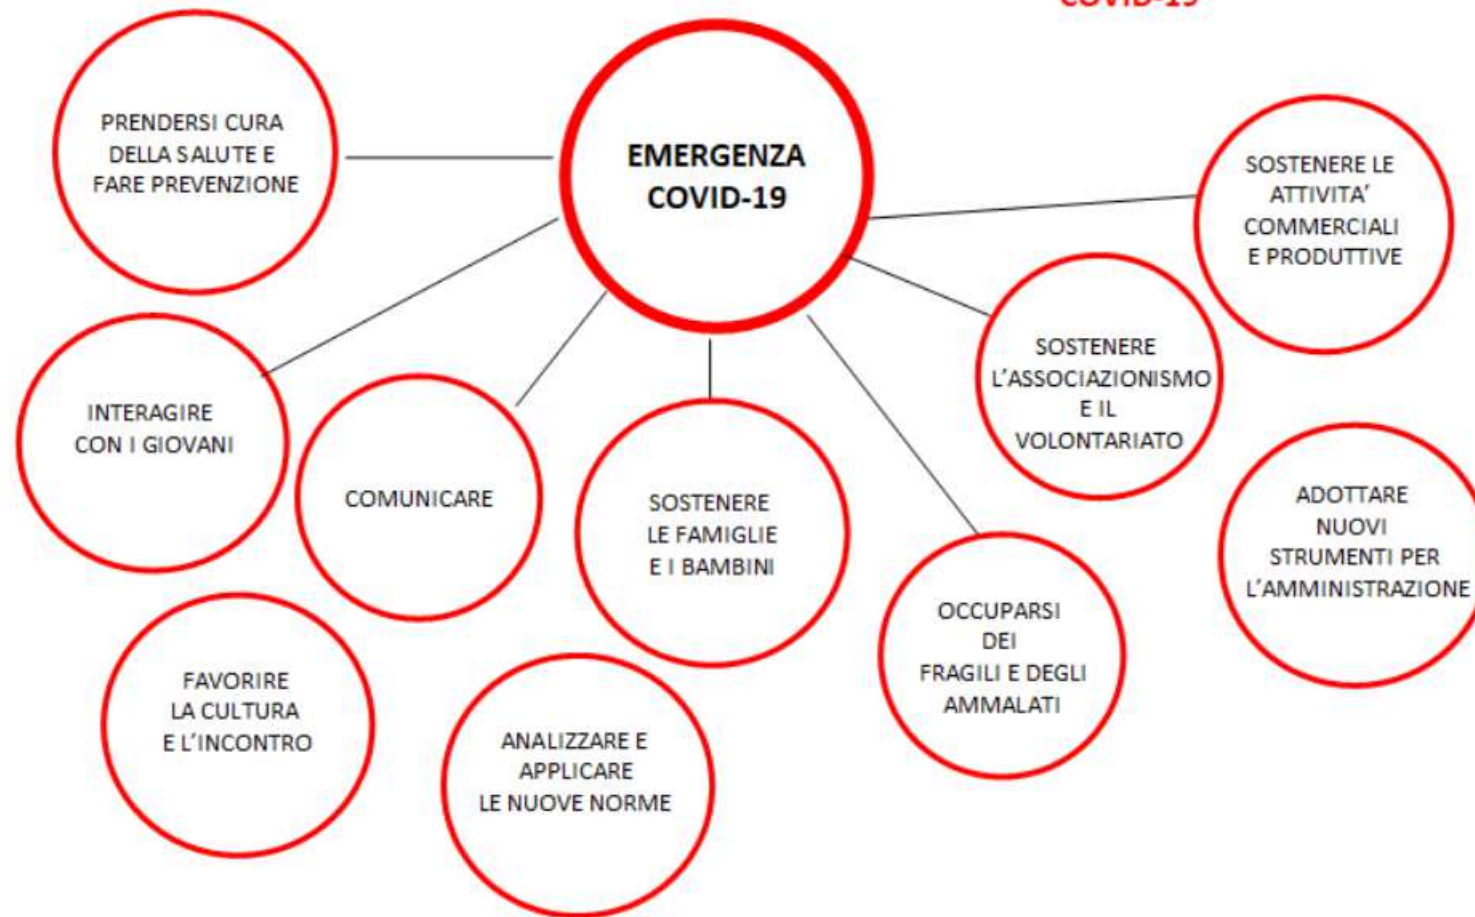 COVID-19
PRENDERSI CURA
DELLA SALUTE E
FARE PREVENZIONE
EMERGENZA
COVID-19
SOSTENERE LE
ATTIVITA'
COMMERCIALI
E PRODUTTIVE
SOSTENERE
L'ASSOCIAZIONISMO
E IL
VOLONTARIATO
INTERAGIRE
CON I GIOVANI
COMUNICARE
SOSTENERE
LE FAMIGLIE
E I BAMBINI
ADOTTARE
NUOVI
STRUMENTI PER
L'AMMINISTRAZIONE
OCCUPARSI
DEI
FRAGILI E DEGLI
AMMALATI
FAVORIRE
LA CULTURA
E L'INCONTRO
ANALIZZARE E
APPLICARE
LE NUOVE NORME